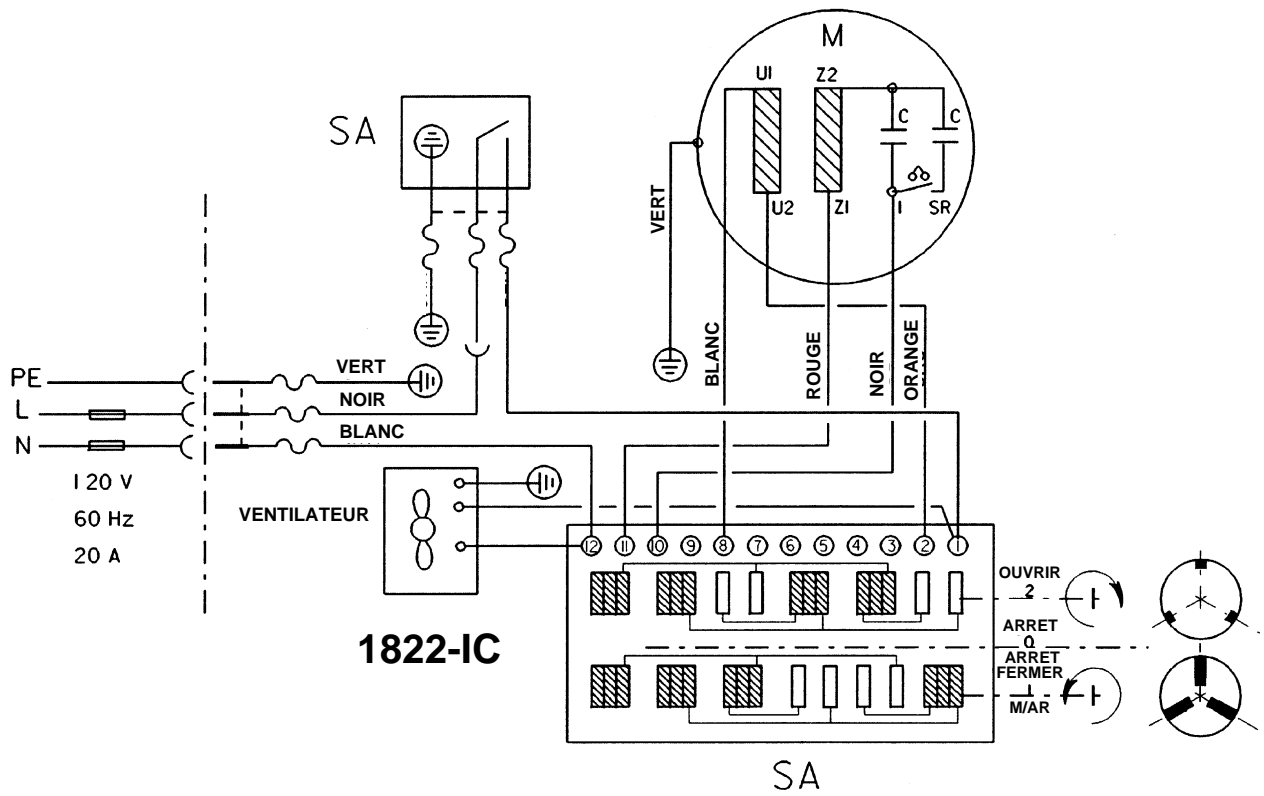 M
U1
Z2
SA
C
C
U2
Z1
1
SR
VERT
BLANC
ROUGE
NOIR
ORANGE
PE
VERT
L
NOIR
N
BLANC
120 V
60 Hz
20 A
VENTILATEUR
12 11 10 9 8 7 6 5 4 3 2 1
OUVRIR
2
1822-IC
ARRET
0
ARRET
FERMER
1
M/AR
SA